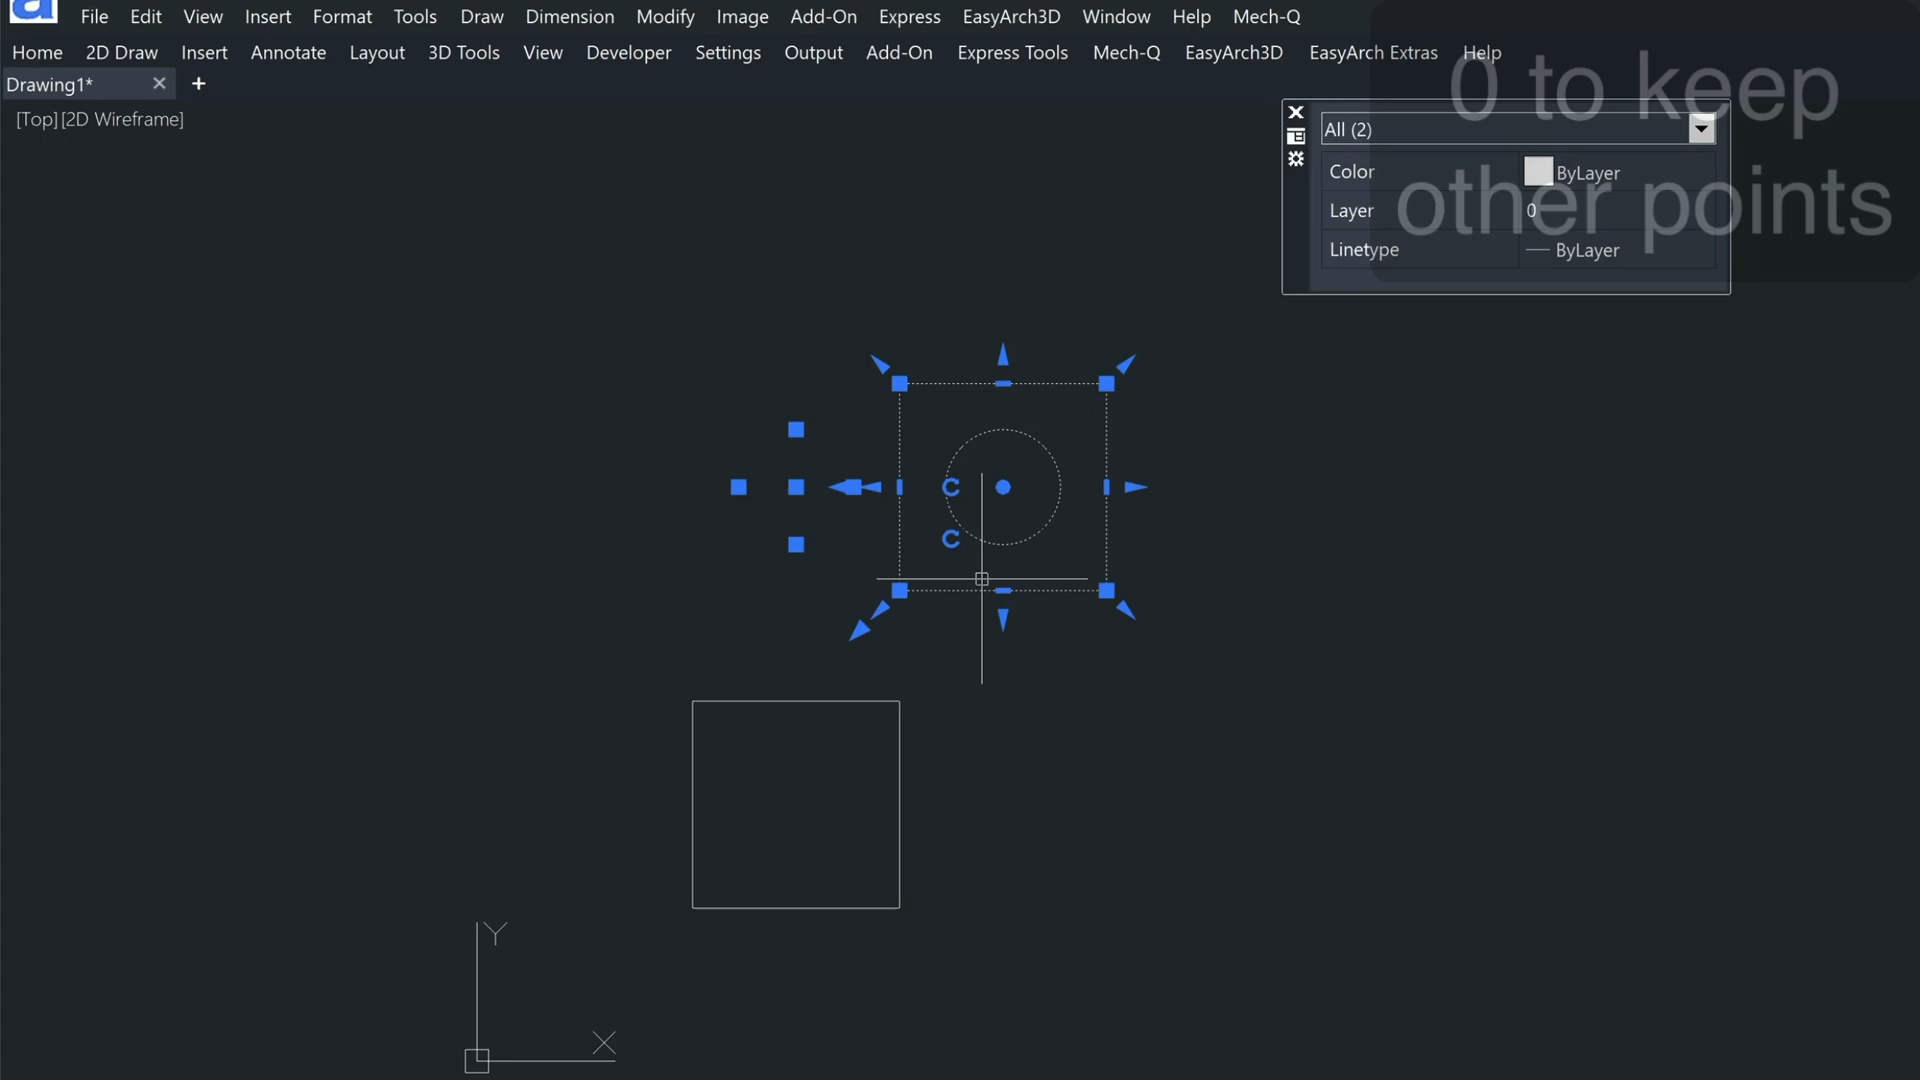 File Edit View Insert Format Tools Draw Dimension Modify Image Add-On Express EasyArch3D Window Help Mech-Q
Home 2D Draw Insert Annotate Layout 3D Tools View Developer Settings Output Add-On Express Tools Mech-Q EasyArch3D EasyArch Extras Help
Drawing1*
[Top][2D Wireframe]
0 to keep
other points
All (2)
Color ByLayer
Layer 0
Linetype ByLayer
Y
X